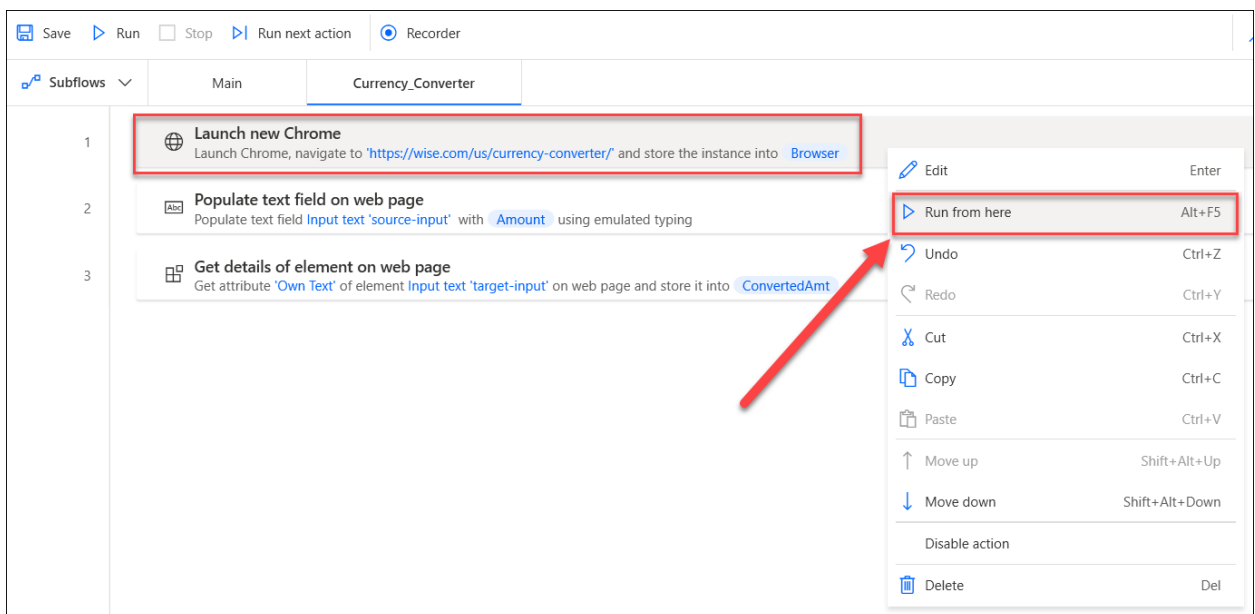 Save Run Stop Run next action Recorder
Subflows Main Currency_Converter
1 Launch new Chrome
Launch Chrome, navigate to 'https://wise.com/us/currency-converter/' and store the instance into Browser
2 Abc Populate text field on web page
Populate text field Input text 'source-input' with Amount using emulated typing
3 Get details of element on web page
Get attribute 'Own Text' of element Input text 'target-input' on web page and store it into ConvertedAmt
Edit Enter
Run from here Alt+F5
Undo Ctrl+Z
Redo Ctrl+Y
Cut Ctrl+X
Copy Ctrl+C
Paste Ctrl+V
Move up Shift+Alt+Up
Move down Shift+Alt+Down
Disable action
Delete Del